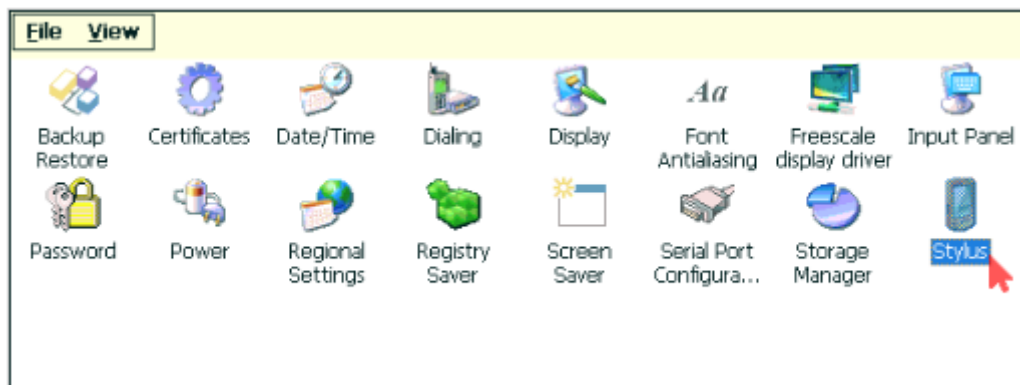 File View
Backup Restore
Certificates
Date/Time
Dialing
Display
Aa
Font Antialiasing
Freescale display driver
Input Panel
Password
Power
Regional Settings
Registry Saver
Screen Saver
Serial Port Configura...
Storage Manager
Stylus